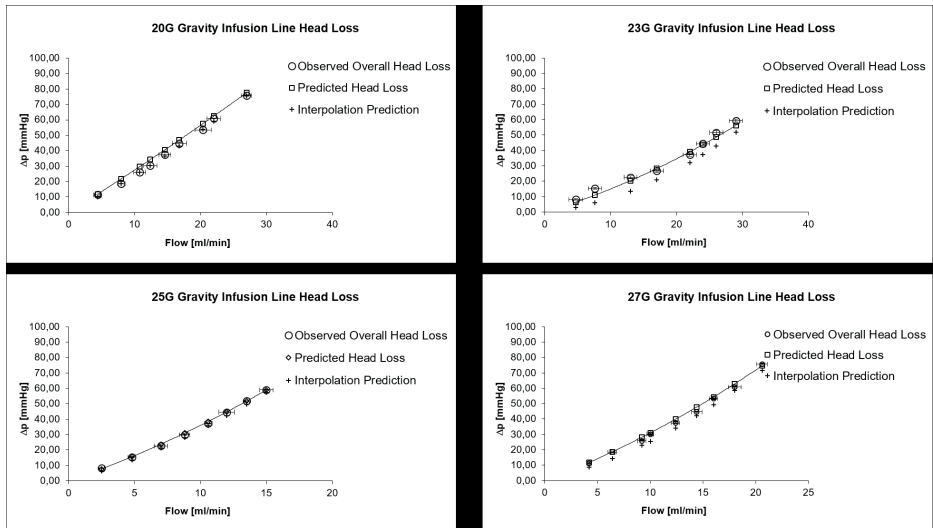 20G Gravity Infusion Line Head Loss
100,00
90,00
80,00
70,00
60,00
50,00
40,00
30,00
20,00
10,00
0,00
Δp [mmHg]
0 10 20 30 40
Flow [ml/min]
Observed Overall Head Loss
Predicted Head Loss
Interpolation Prediction
23G Gravity Infusion Line Head Loss
100,00
90,00
80,00
70,00
60,00
50,00
40,00
30,00
20,00
10,00
0,00
Δp [mmHg]
0 10 20 30 40
Flow [ml/min]
Observed Overall Head Loss
Predicted Head Loss
Interpolation Prediction
25G Gravity Infusion Line Head Loss
100,00
90,00
80,00
70,00
60,00
50,00
40,00
30,00
20,00
10,00
0,00
Δp [mmHg]
0 5 10 15 20
Flow [ml/min]
Observed Overall Head Loss
Predicted Head Loss
Interpolation Prediction
27G Gravity Infusion Line Head Loss
100,00
90,00
80,00
70,00
60,00
50,00
40,00
30,00
20,00
10,00
0,00
Δp [mmHg]
0 5 10 15 20 25
Flow [ml/min]
Observed Overall Head Loss
Predicted Head Loss
Interpolation Prediction